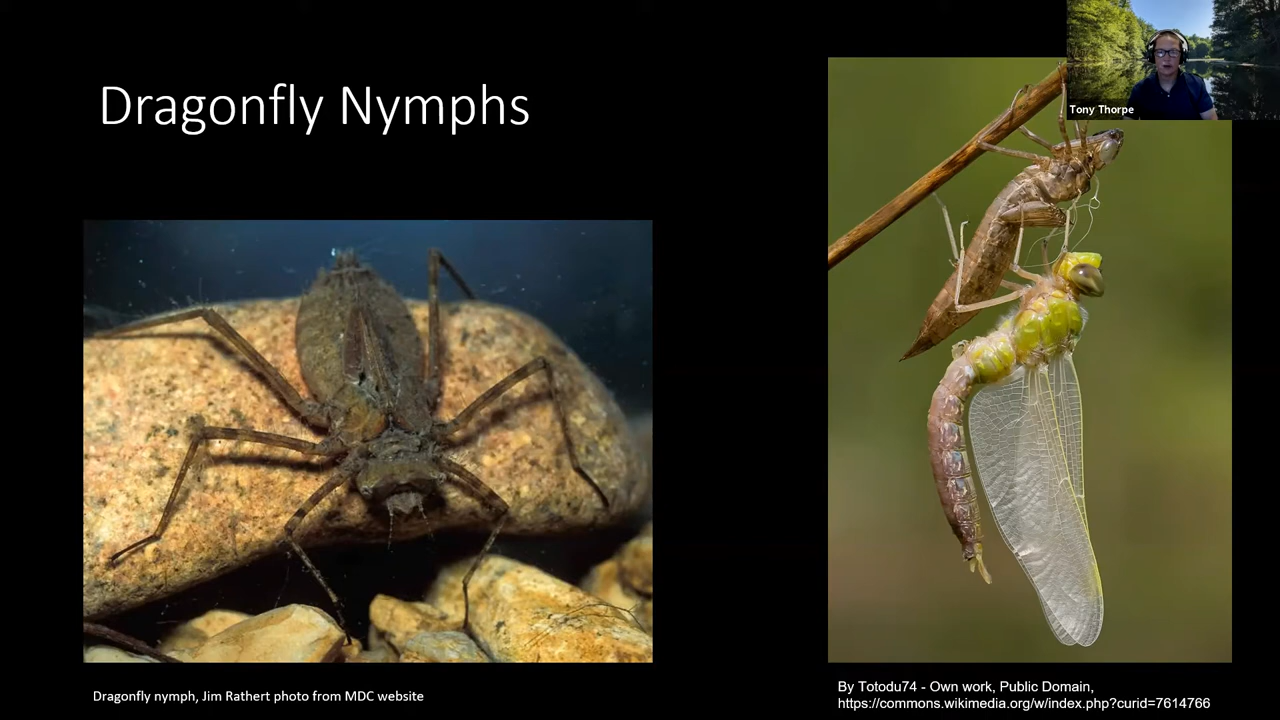 Dragonfly Nymphs
Tony Thorpe
Dragonfly nymph, Jim Rathert photo from MDC website
By Totodu74 - Own work, Public Domain,
https://commons.wikimedia.org/w/index.php?curid=7614766